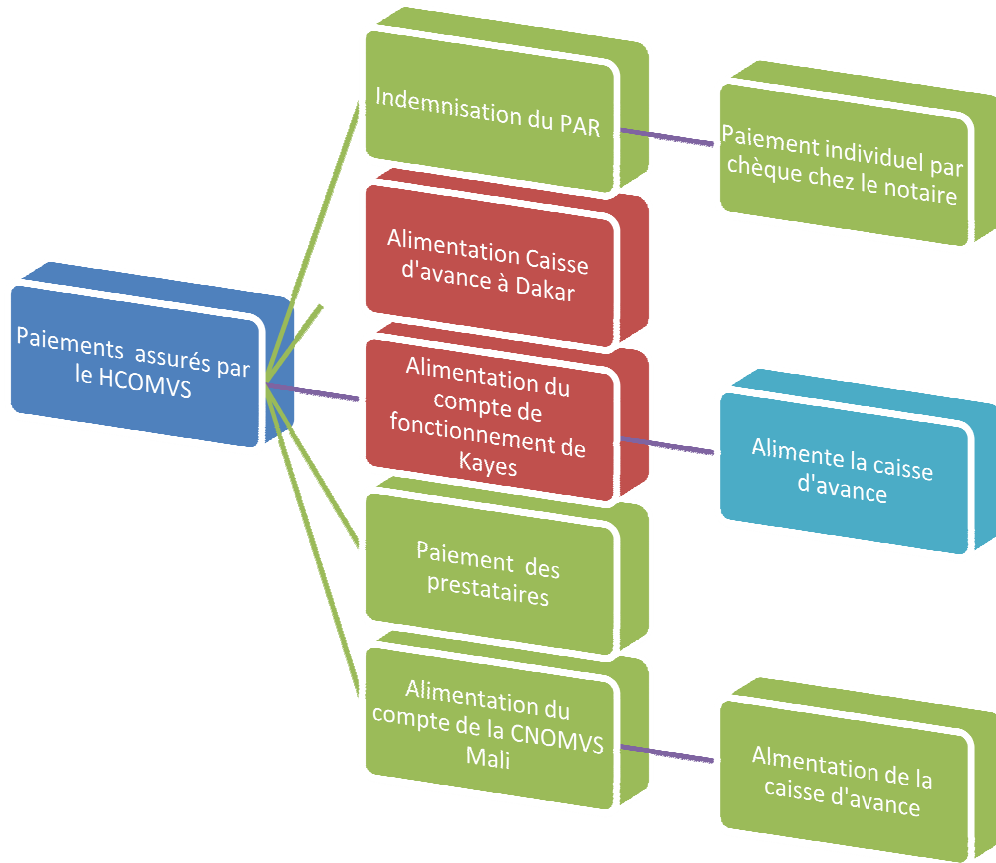 Paiements assurés par
le HCOMVS
Indemnisation du PAR
Paiement individuel par
chèque chez le notaire
Alimentation Caisse
d'avance à Dakar
Alimentation du
compte de
fonctionnement de
Kayes
Alimente la caisse
d'avance
Paiement des
prestataires
Alimentation du
compte de la CNOMVS
Mali
Almentation de la
caisse d'avance